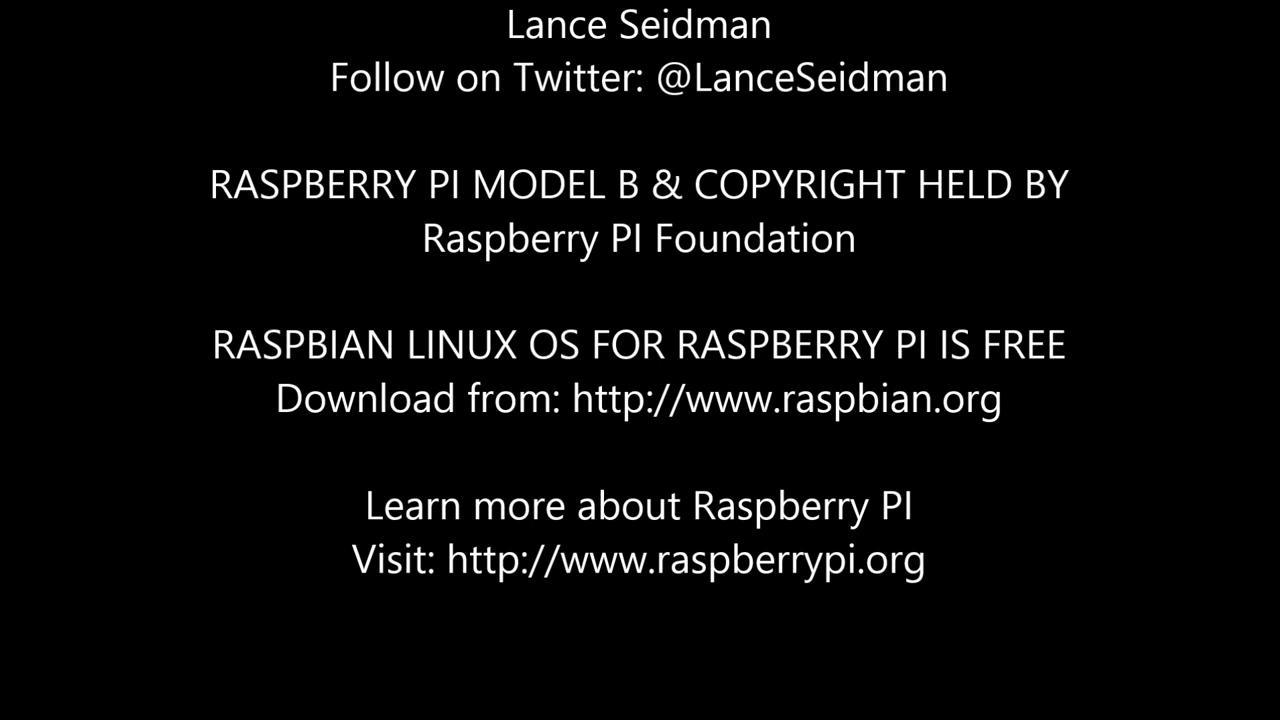 Lance Seidman
Follow on Twitter: @LanceSeidman
RASPBERRY PI MODEL B & COPYRIGHT HELD BY
Raspberry PI Foundation
RASPBIAN LINUX OS FOR RASPBERRY PI IS FREE
Download from: http://www.raspbian.org
Learn more about Raspberry PI
Visit: http://www.raspberrypi.org